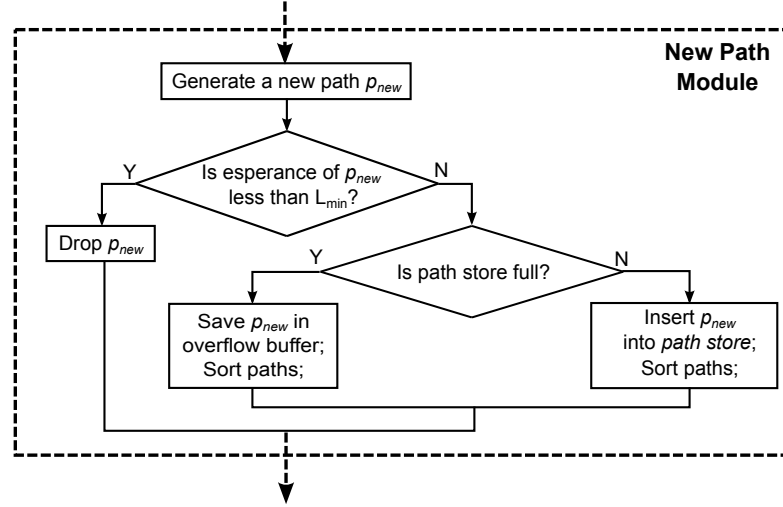 New Path
Module
Generate a new path p_new
Is esperance of p_new
less than L_min?
Y
N
Drop p_new
Is path store full?
Y
N
Save p_new in
overflow buffer;
Sort paths;
Insert p_new
into path store;
Sort paths;